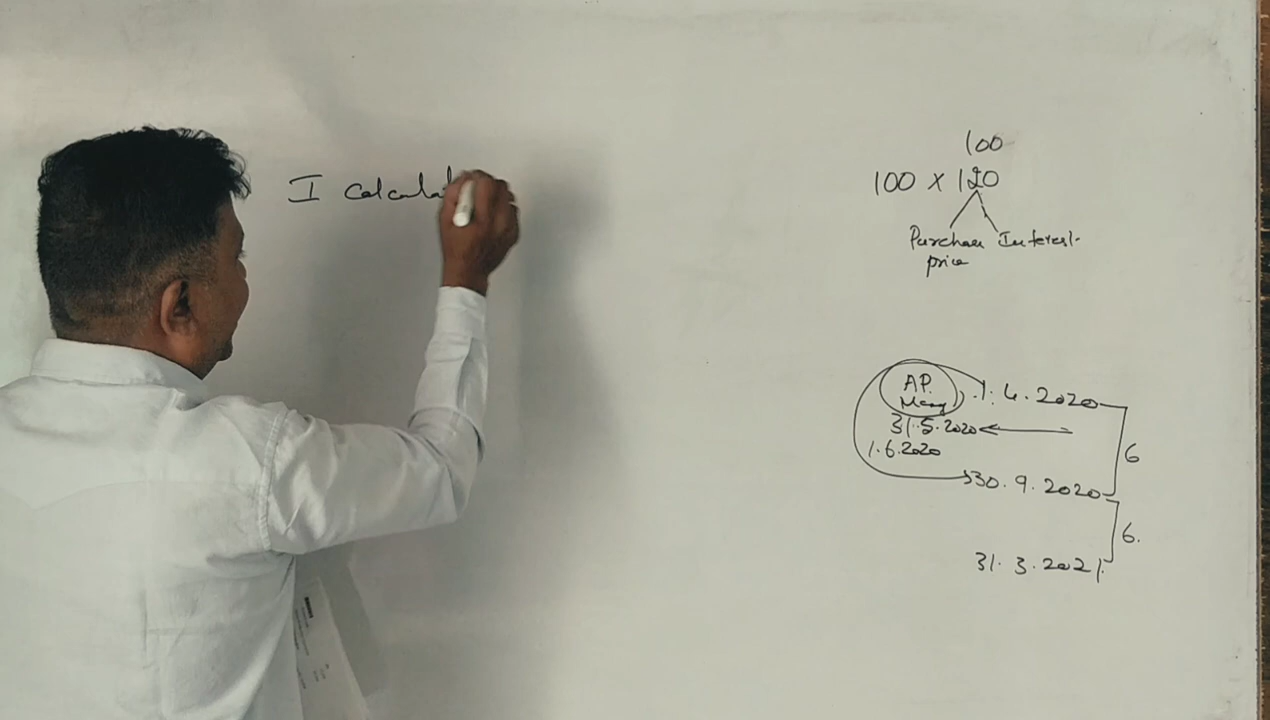 I calculat
100
100 x 120
Purchase Interest.
price
AP.
May
1.4.2020
31.5.2020
1.6.2020
6
30.9.2020
6.
31.3.2021.